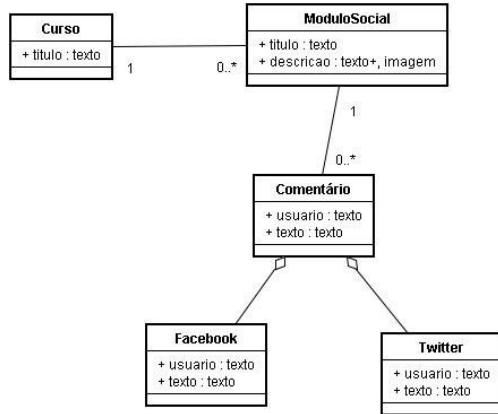 Curso
+ titulo : texto
ModuloSocial
+ titulo : texto
+ descricao : texto+, imagem
1
0..*
1
0..*
Comentário
+ usuario : texto
+ texto : texto
Facebook
+ usuario : texto
+ texto : texto
Twitter
+ usuario : texto
+ texto : texto